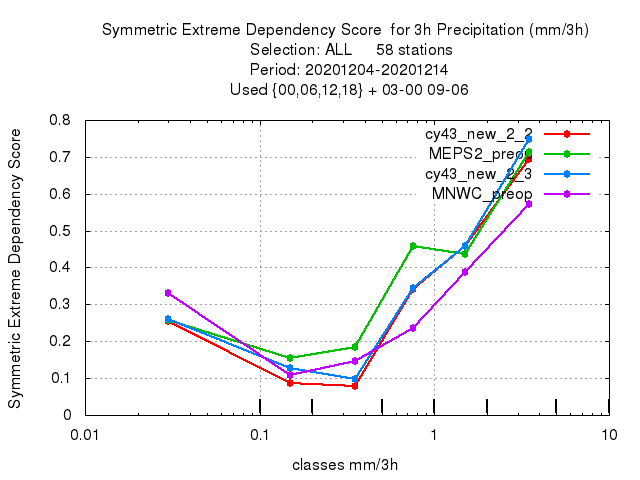 Symmetric Extreme Dependency Score  for 3h Precipitation (mm/3h)
Selection: ALL     58 stations
Period: 20201204-20201214
Used {00,06,12,18} + 03-00 09-06
cy43_new_2_2
MEPS2_preop
cy43_new_2_3
MNWC_preop
Symmetric Extreme Dependency Score
0.8
0.7
0.6
0.5
0.4
0.3
0.2
0.1
0
0.01 0.1 1 10
classes mm/3h